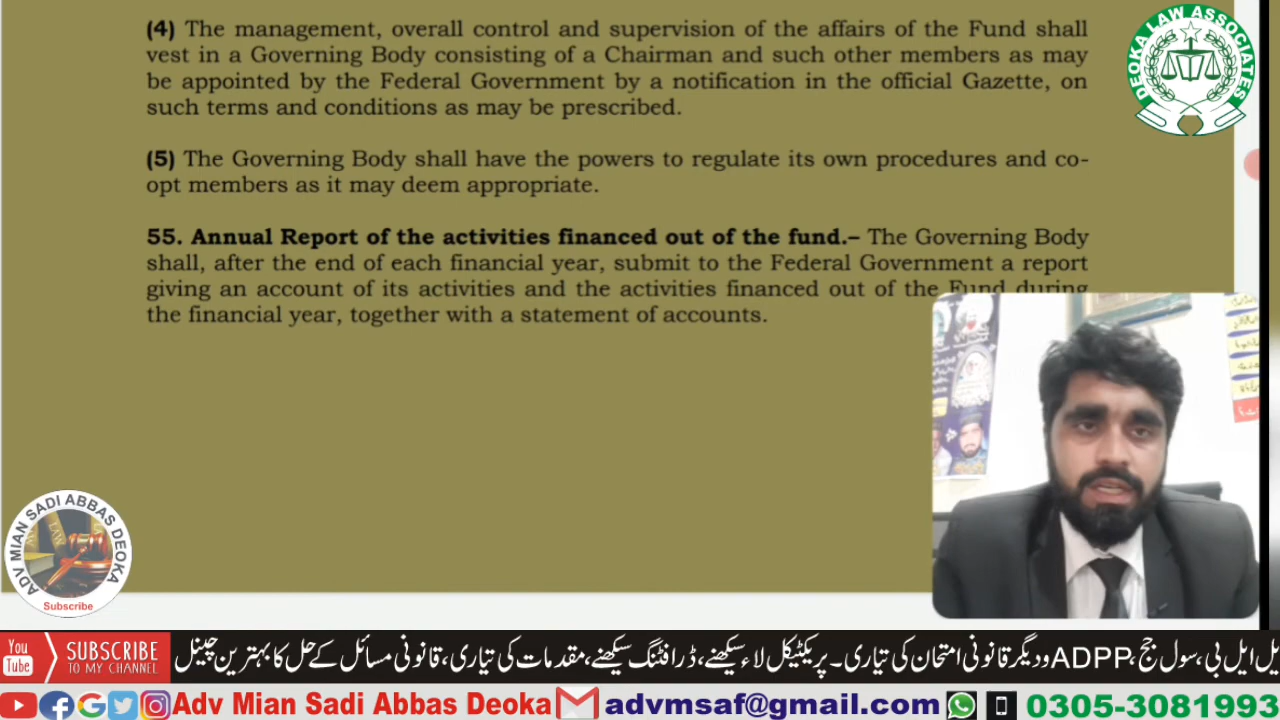 (4) The management, overall control and supervision of the affairs of the Fund shall
vest in a Governing Body consisting of a Chairman and such other members as may
be appointed by the Federal Government by a notification in the official Gazette, on
such terms and conditions as may be prescribed.
(5) The Governing Body shall have the powers to regulate its own procedures and co-
opt members as it may deem appropriate.
55. Annual Report of the activities financed out of the fund.– The Governing Body
shall, after the end of each financial year, submit to the Federal Government a report
giving an account of its activities and the activities financed out of the Fund during
the financial year, together with a statement of accounts.
DEOKA LAW ASSOCIATES
ADV MIAN SADI ABBAS DEOKA
LAW
Subscribe
You
Tube
SUBSCRIBE
TO MY CHANNEL
یل ایل بی، سول جج، ADPP و دیگر قانونی امتحان کی تیاری۔ پریکٹیکل لاء سیکھنے، ڈرافٹنگ سیکھنے، مقدمات کی تیاری، قانونی مسائل کے حل کا بہترین چینل
Adv Mian Sadi Abbas Deoka advmsaf@gmail.com 0305-3081993